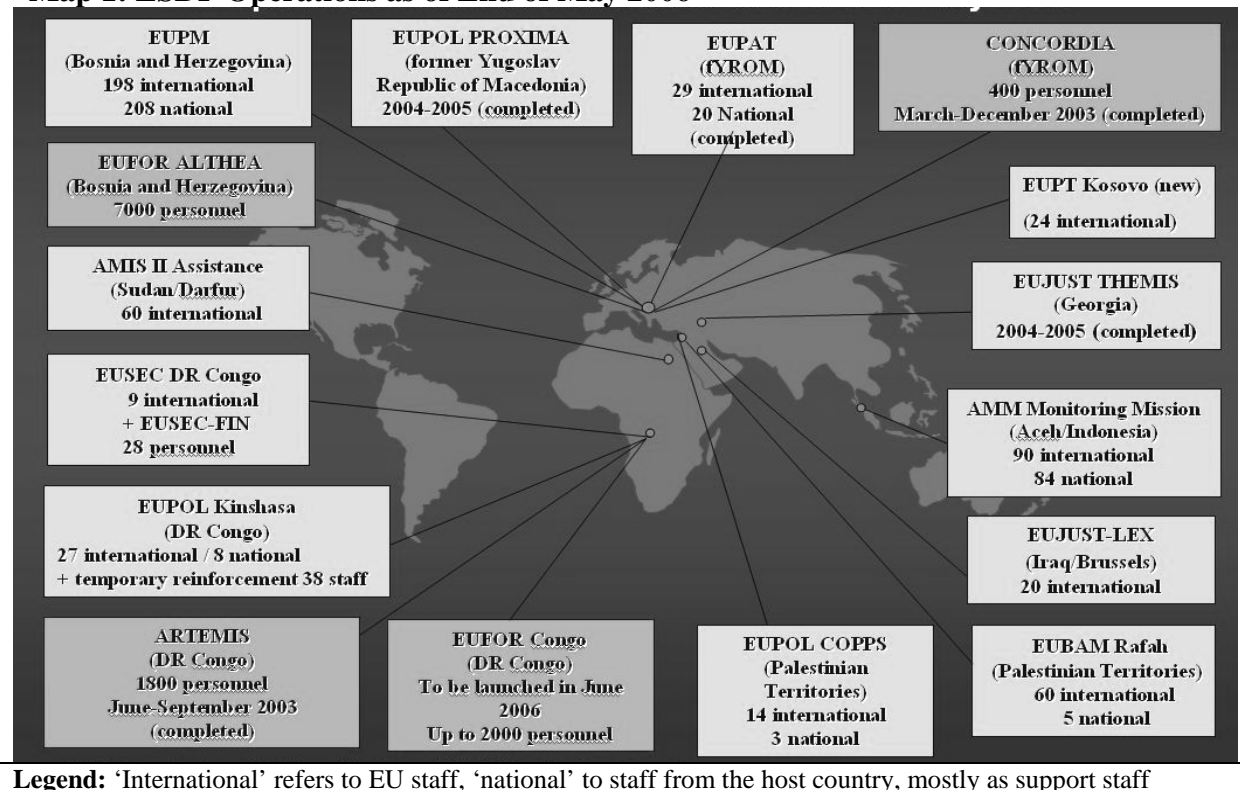 Map 1: ESDP Operations as of End of May 2006
EUPM
(Bosnia and Herzegovina)
198 international
208 national
EUPOL PROXIMA
(former Yugoslav
Republic of Macedonia)
2004-2005 (completed)
EUPAT
(fYROM)
29 international
20 National
(completed)
CONCORDIA
(fYROM)
400 personnel
March-December 2003 (completed)
EUFOR ALTHEA
(Bosnia and Herzegovina)
7000 personnel
EUPT Kosovo (new)
(24 international)
AMIS II Assistance
(Sudan/Darfur)
60 international
EUJUST THEMIS
(Georgia)
2004-2005 (completed)
EUSEC DR Congo
9 international
+ EUSEC-FIN
28 personnel
AMM Monitoring Mission
(Aceh/Indonesia)
90 international
84 national
EUPOL Kinshasa
(DR Congo)
27 international / 8 national
+ temporary reinforcement 38 staff
EUJUST-LEX
(Iraq/Brussels)
20 international
ARTEMIS
(DR Congo)
1800 personnel
June-September 2003
(completed)
EUFOR Congo
(DR Congo)
To be launched in June
2006
Up to 2000 personnel
EUPOL COPPS
(Palestinian
Territories)
14 international
3 national
EUBAM Rafah
(Palestinian Territories)
60 international
5 national
Legend: ‘International’ refers to EU staff, ‘national’ to staff from the host country, mostly as support staff